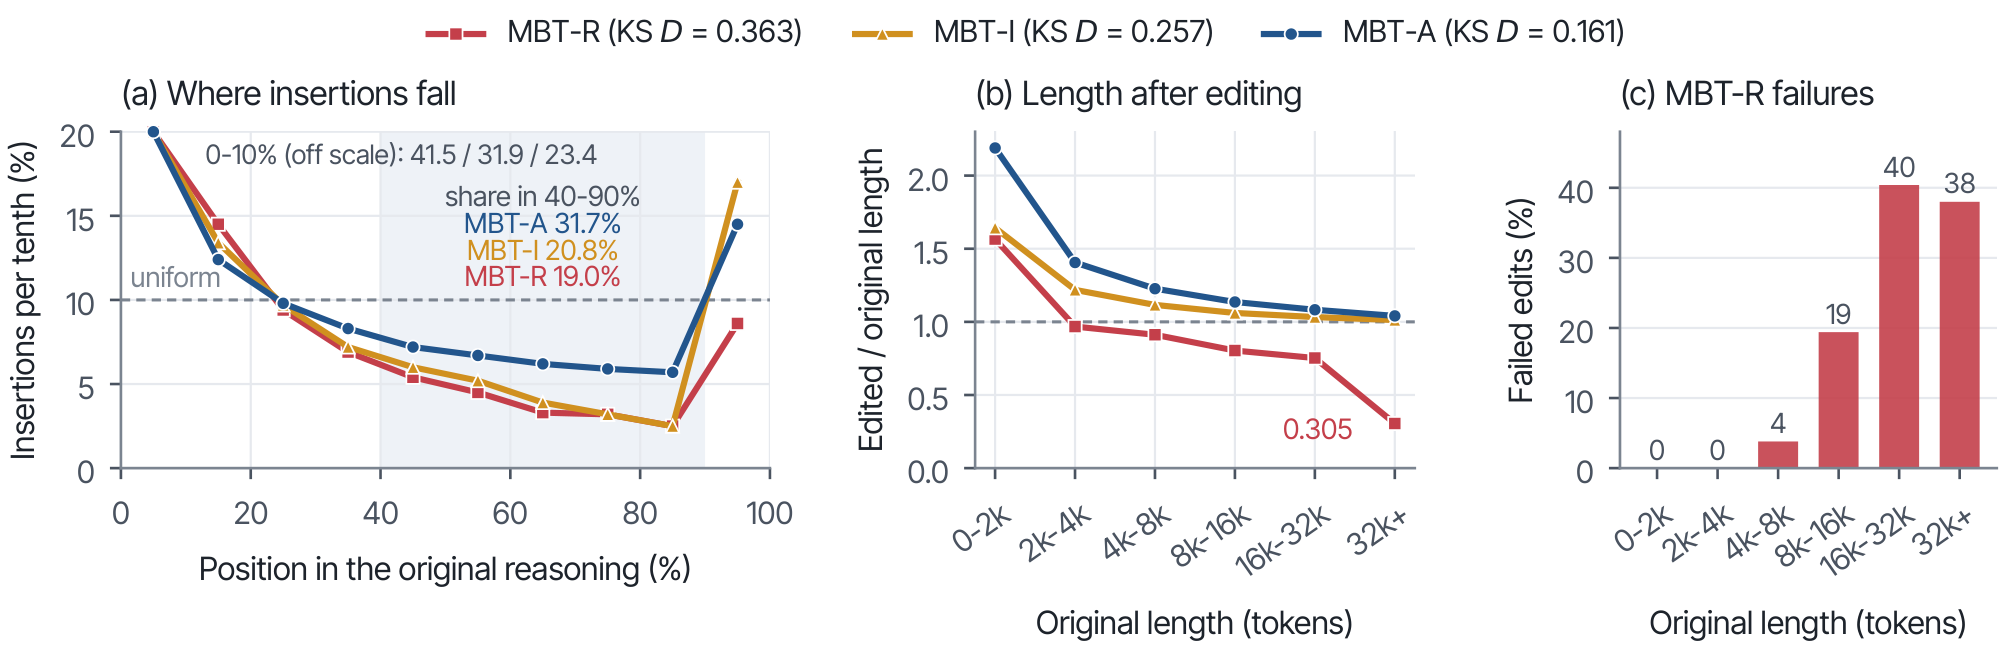 MBT-R (KS D = 0.363) MBT-I (KS D = 0.257) MBT-A (KS D = 0.161)
(a) Where insertions fall
Insertions per tenth (%)
20
15
10
5
0
0-10% (off scale): 41.5 / 31.9 / 23.4
share in 40-90%
MBT-A 31.7%
MBT-I 20.8%
MBT-R 19.0%
uniform
0 20 40 60 80 100
Position in the original reasoning (%)
(b) Length after editing
Edited / original length
2.0
1.5
1.0
0.5
0.0
0.305
0-2k 2k-4k 4k-8k 8k-16k 16k-32k 32k+
Original length (tokens)
(c) MBT-R failures
Failed edits (%)
40
30
20
10
0
0 0 4 19 40 38
0-2k 2k-4k 4k-8k 8k-16k 16k-32k 32k+
Original length (tokens)